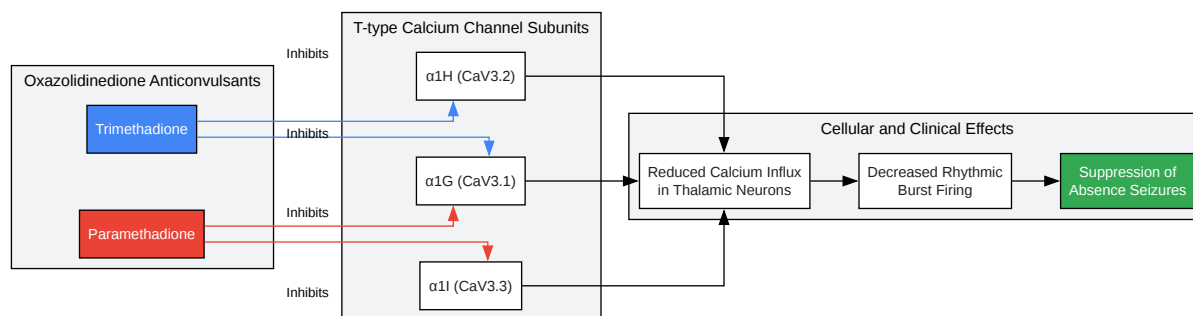 Oxazolidinedione Anticonvulsants
Trimethadione
Paramethadione
Inhibits
Inhibits
Inhibits
Inhibits
T-type Calcium Channel Subunits
α1H (CaV3.2)
α1G (CaV3.1)
α1I (CaV3.3)
Cellular and Clinical Effects
Reduced Calcium Influx
in Thalamic Neurons
Decreased Rhythmic
Burst Firing
Suppression of
Absence Seizures